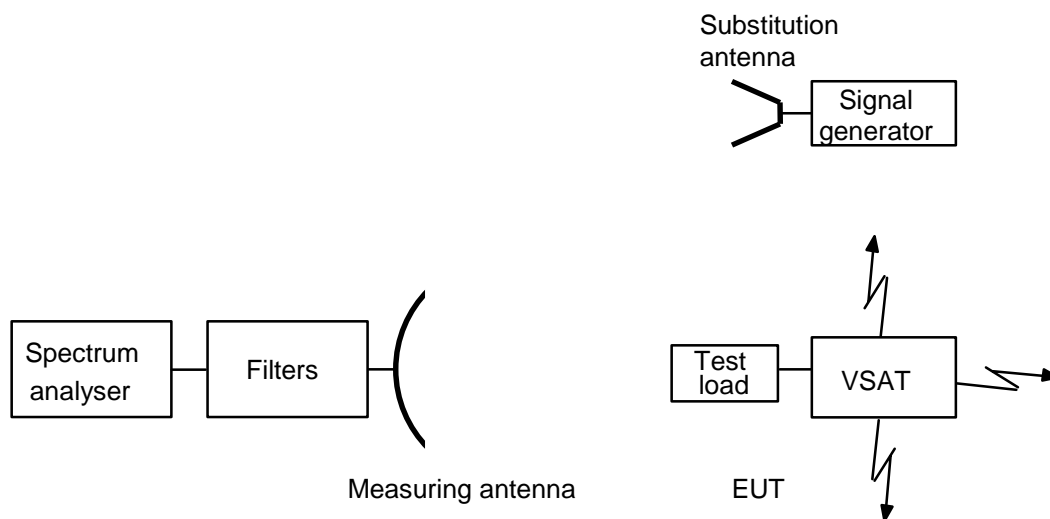 Substitution
antenna
Signal
generator
Spectrum
analyser
Filters
Test
load
VSAT
Measuring antenna
EUT